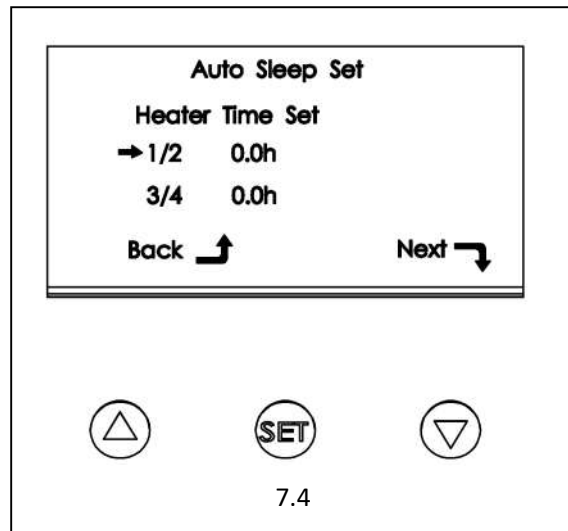 Auto Sleep Set
Heater Time Set
1/2 0.0h
3/4 0.0h
Back Next
SET
7.4